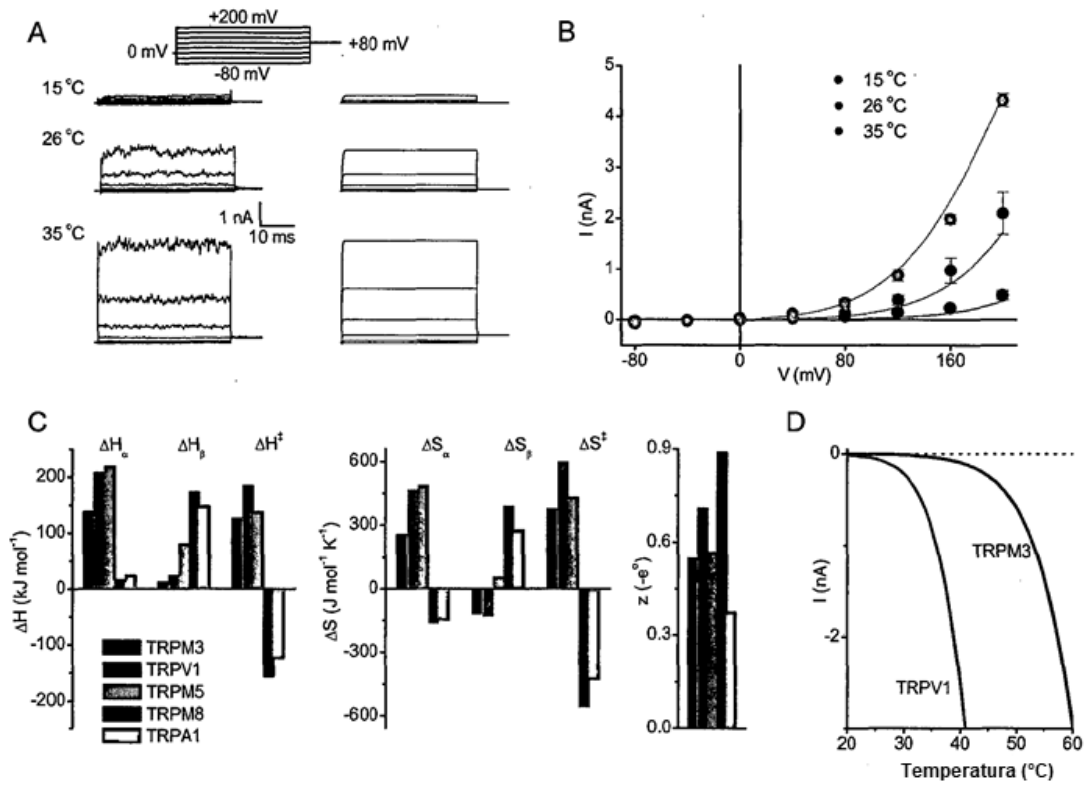 A
+200 mV
0 mV
+80 mV
-80 mV
15 °C
26 °C
1 nA
10 ms
35 °C
B
5
4
3
2
1
0
I (nA)
15 °C
26 °C
35 °C
-80
0
80
160
V (mV)
C
ΔHα
ΔHβ
ΔH‡
200
100
0
-100
-200
ΔH (kJ mol⁻¹)
TRPM3
TRPV1
TRPM5
TRPM8
TRPA1
ΔSα
ΔSβ
ΔS‡
600
300
0
-300
-600
ΔS (J mol⁻¹ K⁻¹)
0.9
0.6
0.3
0.0
z (-e°)
D
0
-2
I (nA)
TRPM3
TRPV1
20
30
40
50
60
Temperatura (°C)